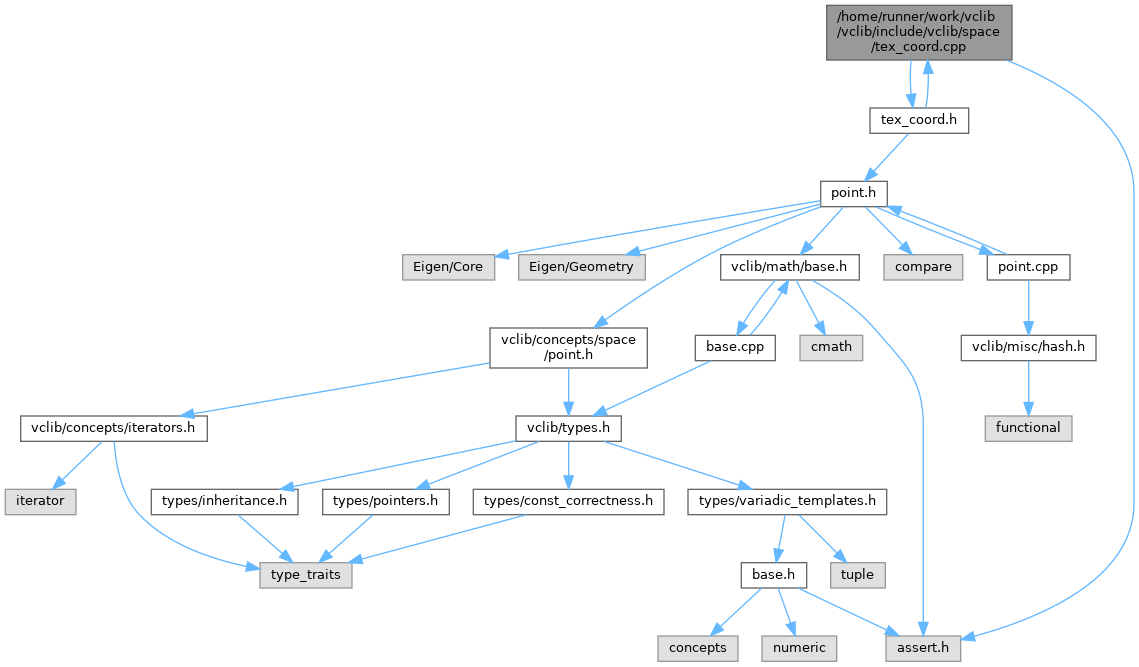 /home/runner/work/vclib
/vclib/include/vclib/space
/tex_coord.cpp
tex_coord.h
point.h
Eigen/Core
Eigen/Geometry
vclib/math/base.h
compare
point.cpp
vclib/concepts/space
/point.h
base.cpp
cmath
vclib/misc/hash.h
vclib/concepts/iterators.h
vclib/types.h
functional
iterator
types/inheritance.h
types/pointers.h
types/const_correctness.h
types/variadic_templates.h
type_traits
base.h
tuple
concepts
numeric
assert.h